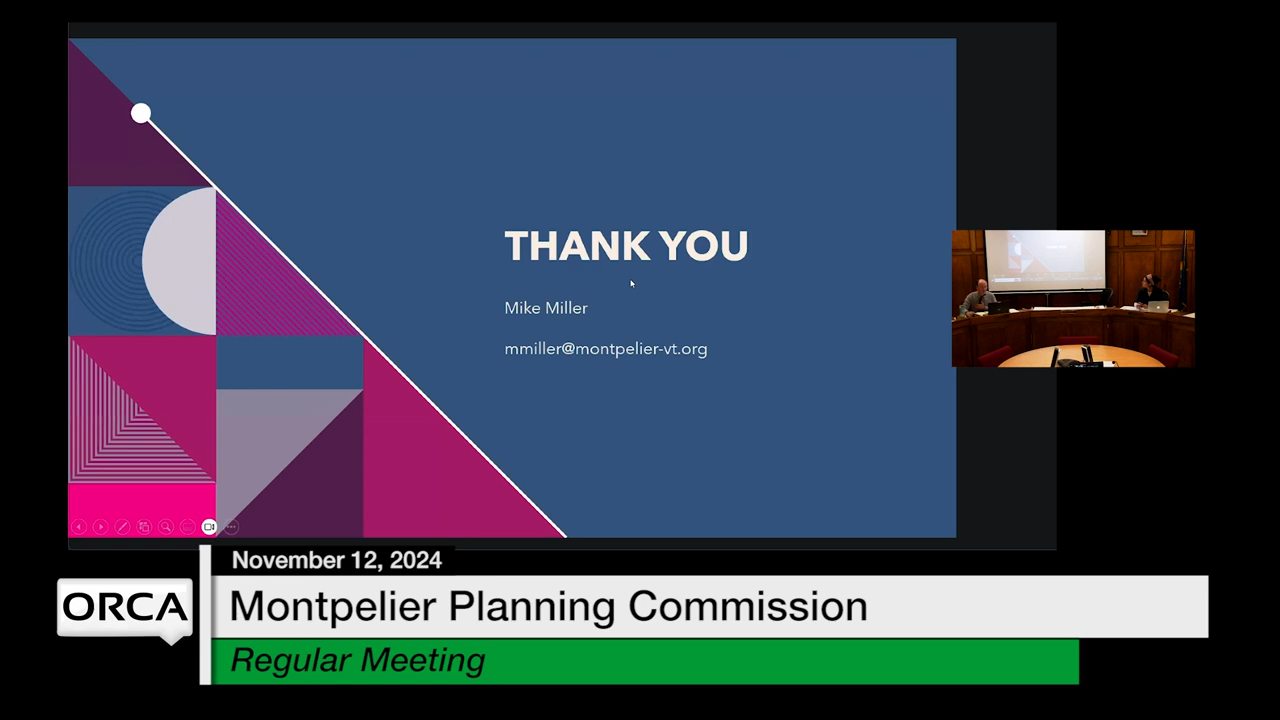 THANK YOU
Mike Miller
mmiller@montpelier-vt.org
November 12, 2024
ORCA
Montpelier Planning Commission
Regular Meeting